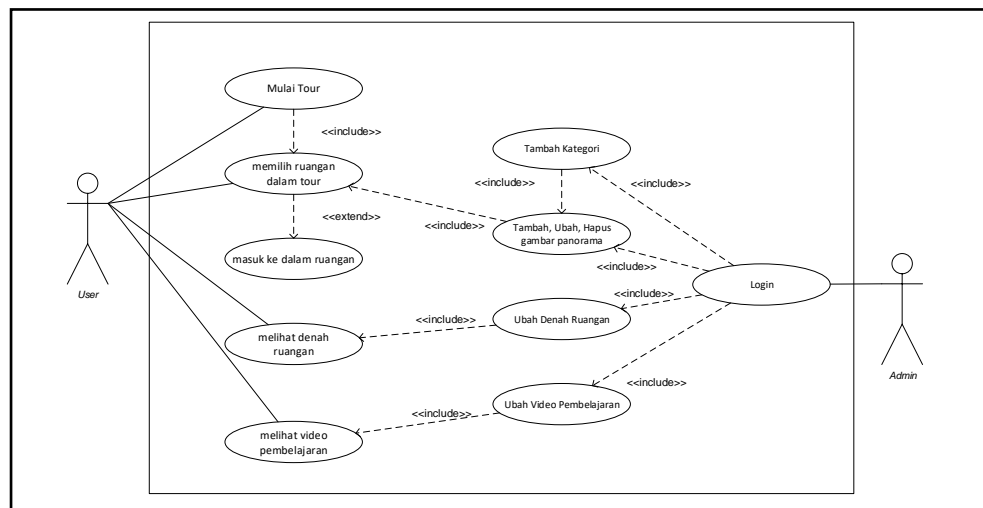 Mulai Tour
<<include>>
memilih ruangan
dalam tour
<<extend>>
masuk ke dalam ruangan
<<include>>
Tambah Kategori
<<include>>
<<include>>
Tambah, Ubah, Hapus
gambar panorama
<<include>>
Login
<<include>>
Ubah Denah Ruangan
<<include>>
melihat denah
ruangan
<<include>>
Ubah Video Pembelajaran
<<include>>
melihat video
pembelajaran
User
Admin